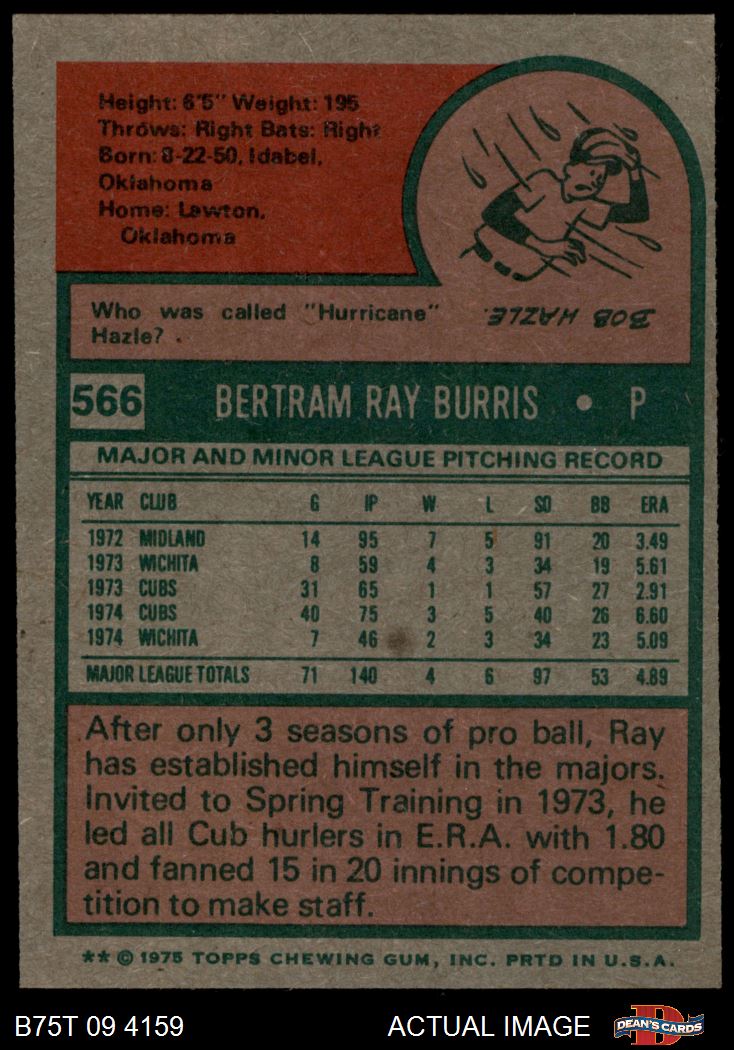 Height: 6'5" Weight: 195
Throws: Right Bats: Right
Born: 8-22-50, Idabel,
Oklahoma
Home: Lawton,
Oklahoma
Who was called "Hurricane"
Hazle?
BOB HAZLE.
566 BERTRAM RAY BURRIS • P
MAJOR AND MINOR LEAGUE PITCHING RECORD
YEAR CLUB G IP W L SO BB ERA
1972 MIDLAND 14 95 7 5 91 20 3.49
1973 WICHITA 8 59 4 3 34 19 5.61
1973 CUBS 31 65 1 1 57 27 2.91
1974 CUBS 40 75 3 5 40 26 6.60
1974 WICHITA 7 46 2 3 34 23 5.09
MAJOR LEAGUE TOTALS 71 140 4 6 97 53 4.89
After only 3 seasons of pro ball, Ray
has established himself in the majors.
Invited to Spring Training in 1973, he
led all Cub hurlers in E.R.A. with 1.80
and fanned 15 in 20 innings of compe-
tition to make staff.
** © 1975 TOPPS CHEWING GUM, INC. PRTD IN U.S.A.
B75T 09 4159 ACTUAL IMAGE
D
DEAN'S CARDS